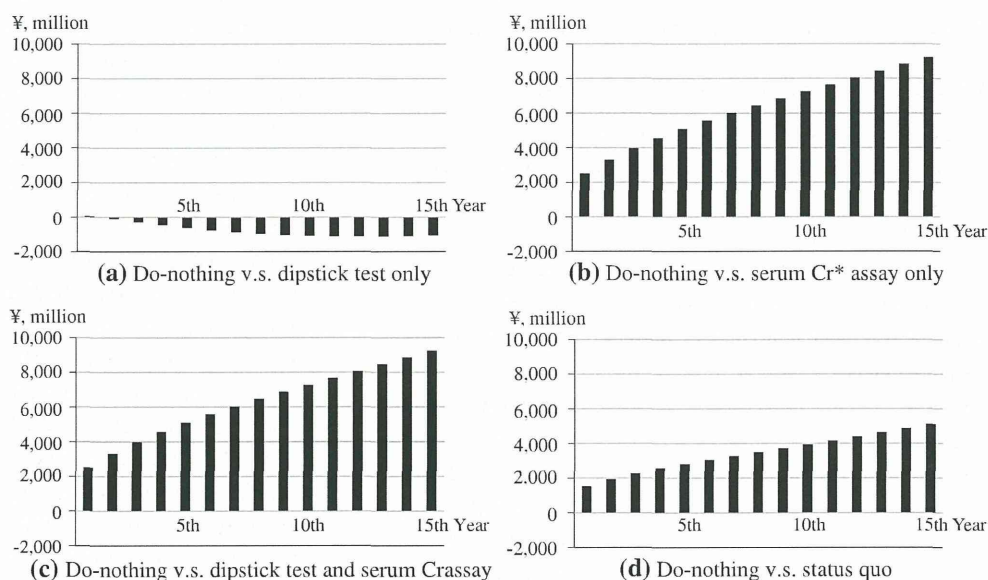 ¥, million
10,000
8,000
6,000
4,000
2,000
0
-2,000
5th 10th 15th Year
(a) Do-nothing v.s. dipstick test only
¥, million
10,000
8,000
6,000
4,000
2,000
0
-2,000
5th 10th 15th Year
(b) Do-nothing v.s. serum Cr* assay only
¥, million
10,000
8,000
6,000
4,000
2,000
0
-2,000
5th 10th 15th Year
(c) Do-nothing v.s. dipstick test and serum Crassay
¥, million
10,000
8,000
6,000
4,000
2,000
0
-2,000
5th 10th 15th Year
(d) Do-nothing v.s. status quo